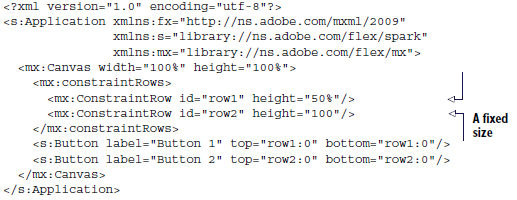 <?xml version="1.0" encoding="utf-8"?>
<s:Application xmlns:fx="http://ns.adobe.com/mxml/2009"
xmlns:s="library://ns.adobe.com/flex/spark"
xmlns:mx="library://ns.adobe.com/flex/mx">
<mx:Canvas width="100%" height="100%">
<mx:constraintRows>
<mx:ConstraintRow id="row1" height="50%"/>
<mx:ConstraintRow id="row2" height="100"/>
A fixed
size
</mx:constraintRows>
<s:Button label="Button 1" top="row1:0" bottom="row1:0"/>
<s:Button label="Button 2" top="row2:0" bottom="row2:0"/>
</mx:Canvas>
</s:Application>